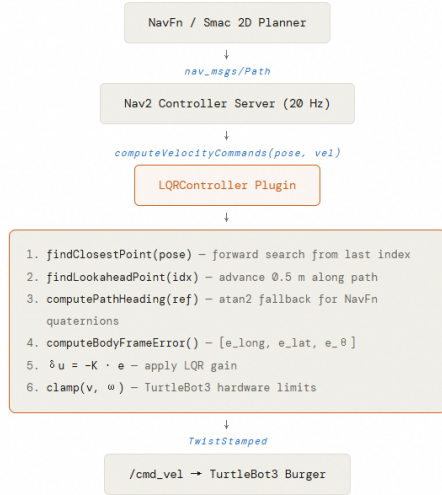 NavFn / Smac 2D Planner
↓
nav_msgs/Path
Nav2 Controller Server (20 Hz)
↓
computeVelocityCommands(pose, vel)
LQRController Plugin
↓
1. findClosestPoint(pose) — forward search from last index
2. findLookaheadPoint(idx) — advance 0.5 m along path
3. computePathHeading(ref) — atan2 fallback for NavFn
quaternions
4. computeBodyFrameError() — [e_long, e_lat, e_θ]
5. δu = −K · e — apply LQR gain
6. clamp(v, ω) — TurtleBot3 hardware limits
↓
TwistStamped
/cmd_vel → TurtleBot3 Burger